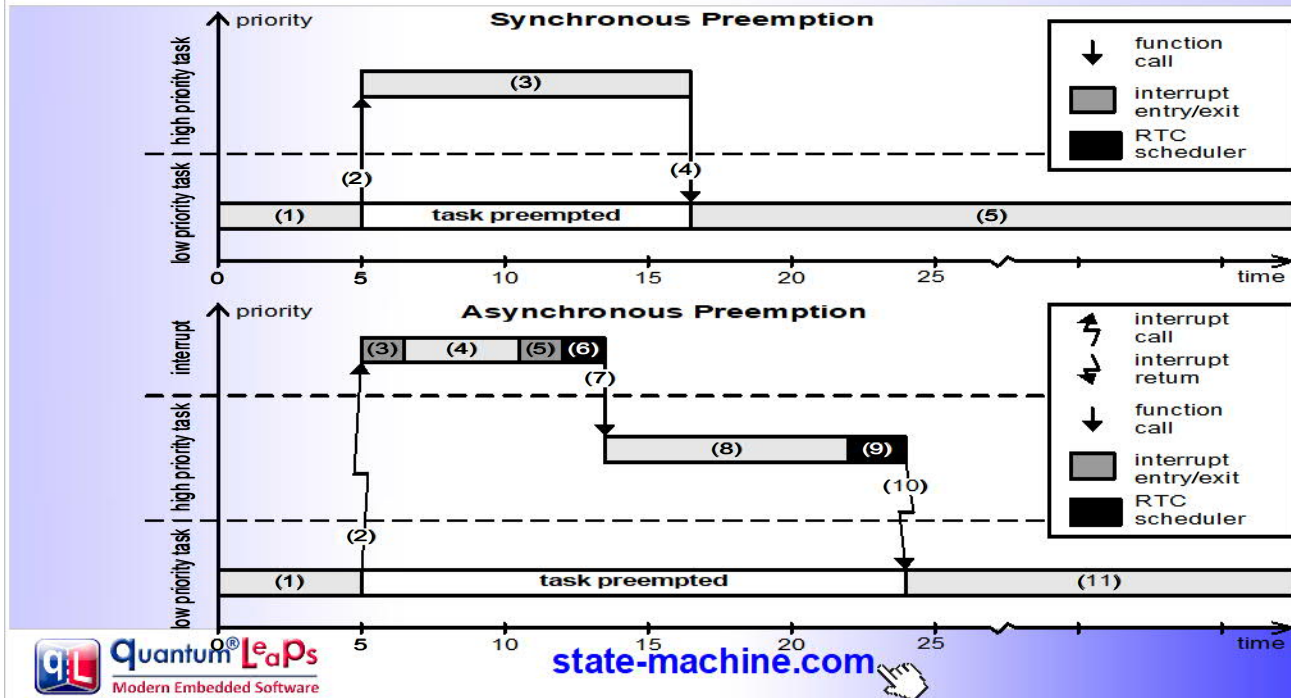 priority
Synchronous Preemption
high priority task
low priority task
(1)
(2)
(3)
(4)
task preempted
(5)
0
5
10
15
20
25
time
function
call
interrupt
entry/exit
RTC
scheduler
priority
Asynchronous Preemption
interrupt
high priority task
low priority task
(1)
(2)
(3)
(4)
(5)
(6)
(7)
(8)
(9)
(10)
task preempted
(11)
0
5
10
15
20
25
time
interrupt
call
interrupt
return
function
call
interrupt
entry/exit
RTC
scheduler
qL
Quantum®LeaPs
Modern Embedded Software
state-machine.com